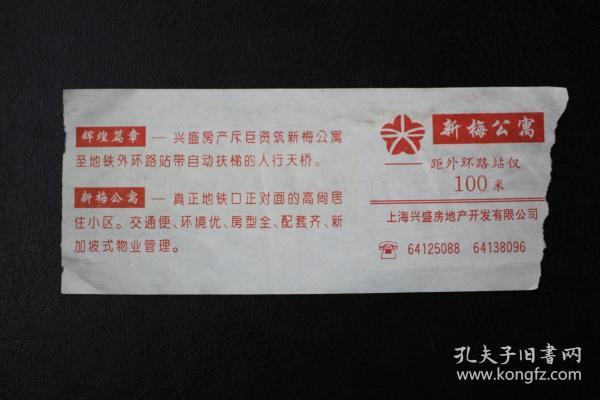 辉煌篇章 — 兴盛房产斥巨资筑新梅公寓
至地铁外环路站带自动扶梯的人行天桥。
新梅公寓 — 真正地铁口正对面的高尚居
住小区。交通便、环境优、房型全、配套齐、新
加坡式物业管理。
新梅公寓
距外环路站仅
100米
上海兴盛房地产开发有限公司
64125088 64138096
孔夫子旧书网
www.kongfz.com